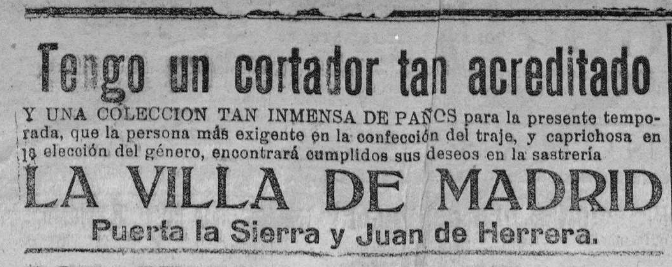 Tengo un cortador tan acreditado
Y UNA COLECCION TAN INMENSA DE PAÑOS para la presente tempo-
rada, que la persona más exigente en la confección del traje, y caprichosa en
la elección del género, encontrará cumplidos sus deseos en la sastrería
LA VILLA DE MADRID
Puerta la Sierra y Juan de Herrera.